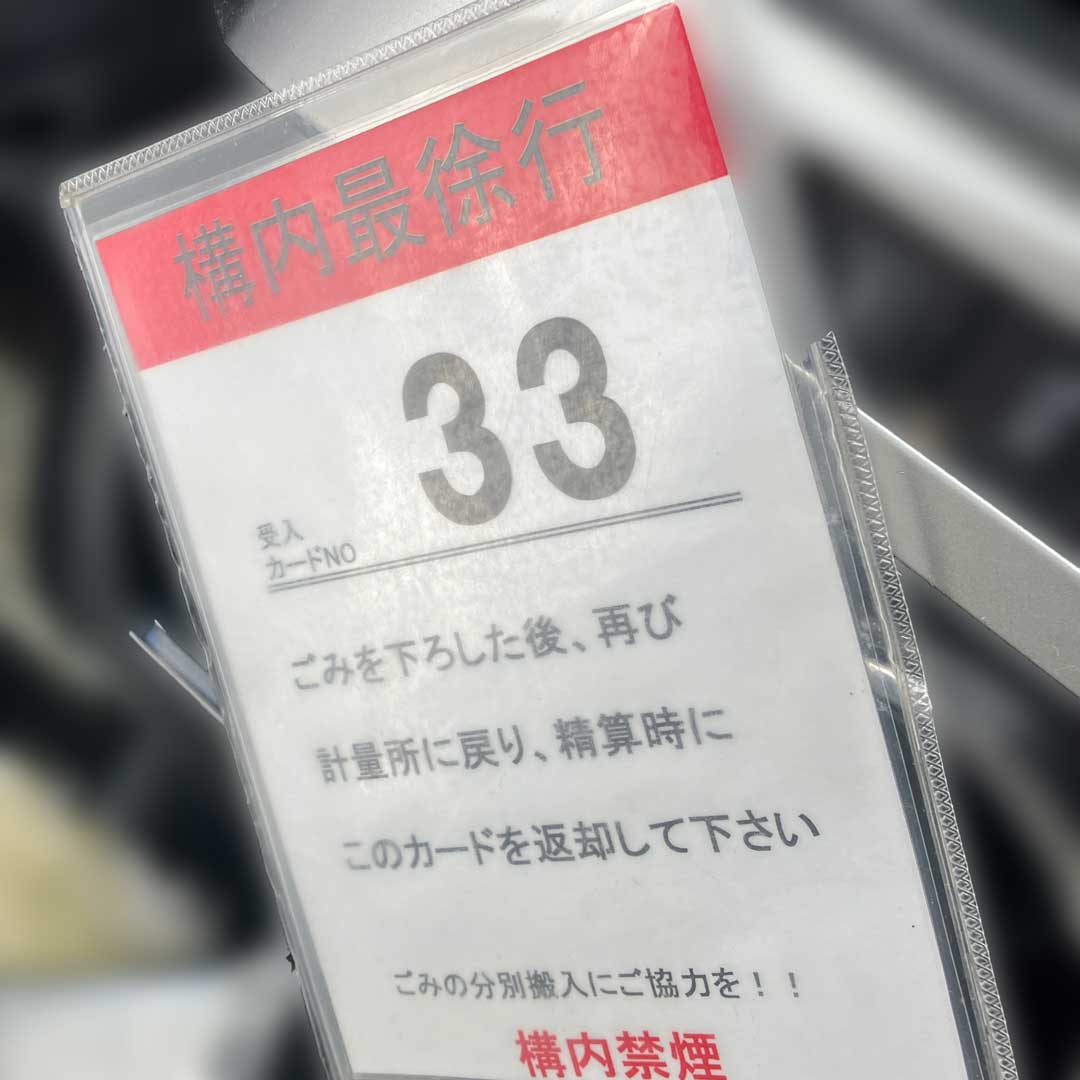 構内最徐行
33
受入
カードNO
ごみを下ろした後、再び
計量所に戻り、精算時に
このカードを返却して下さい
ごみの分別搬入にご協力を！！
構内禁煙